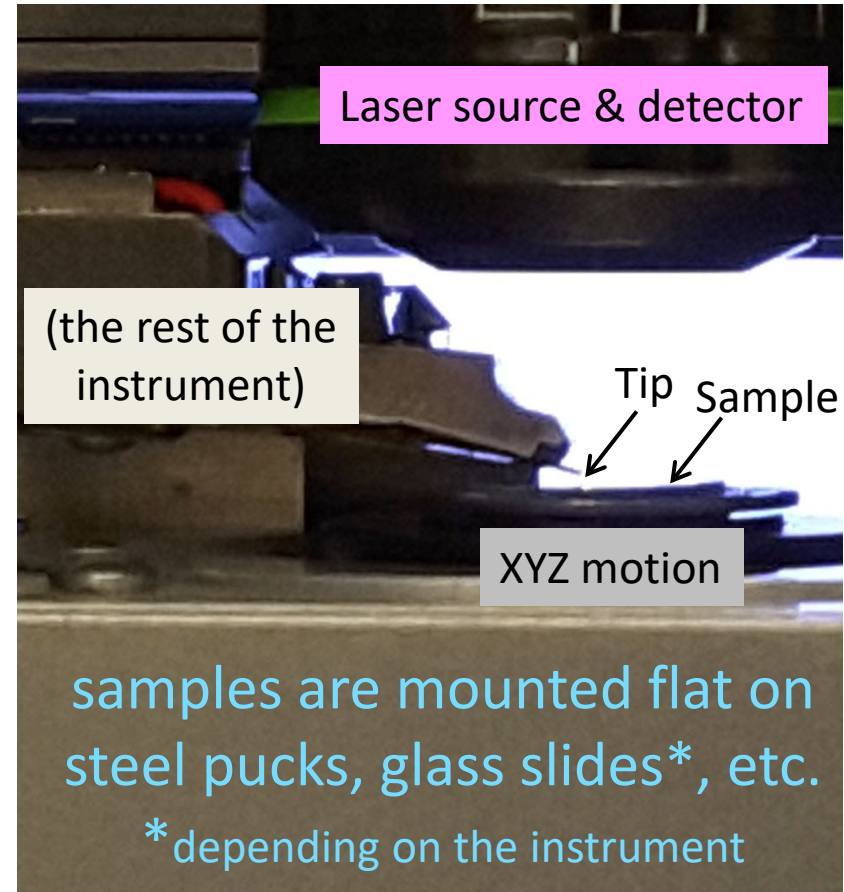 Laser source & detector
(the rest of the
instrument)
Tip
Sample
XYZ motion
samples are mounted flat on
steel pucks, glass slides*, etc.
*depending on the instrument